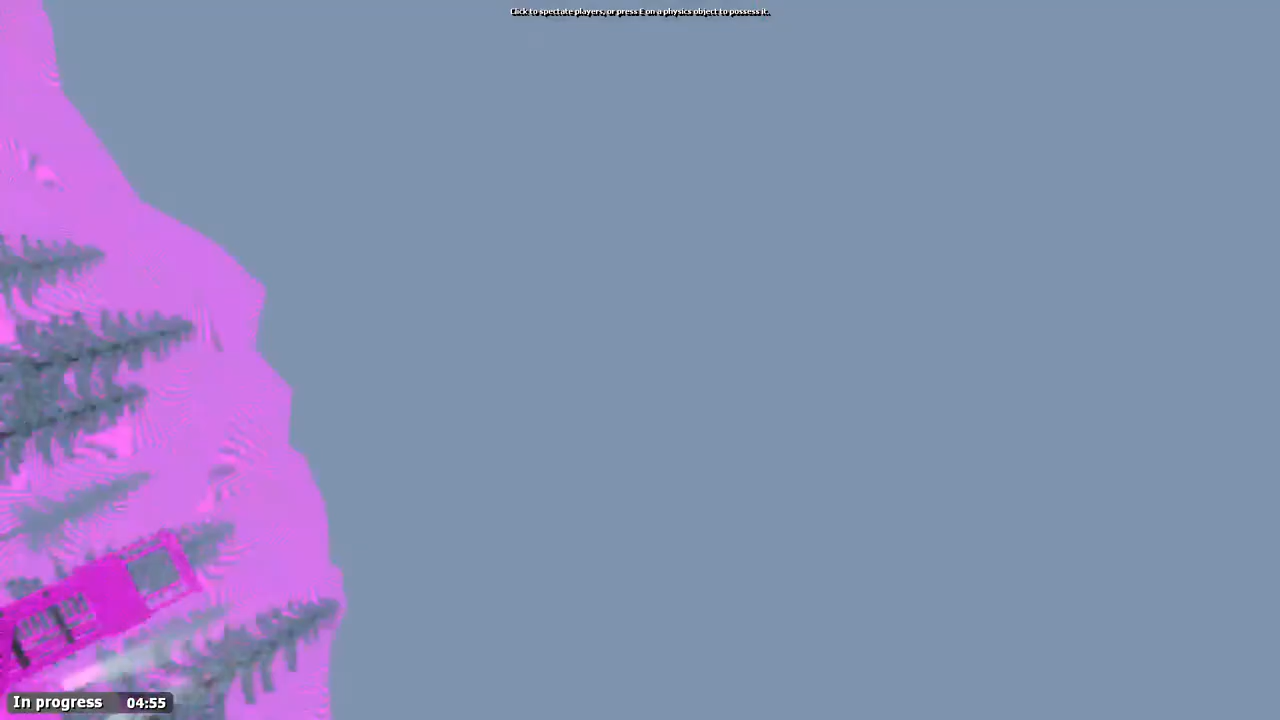 Click to spectate players, or press E on a physics object to possess it.
In progress 04:55